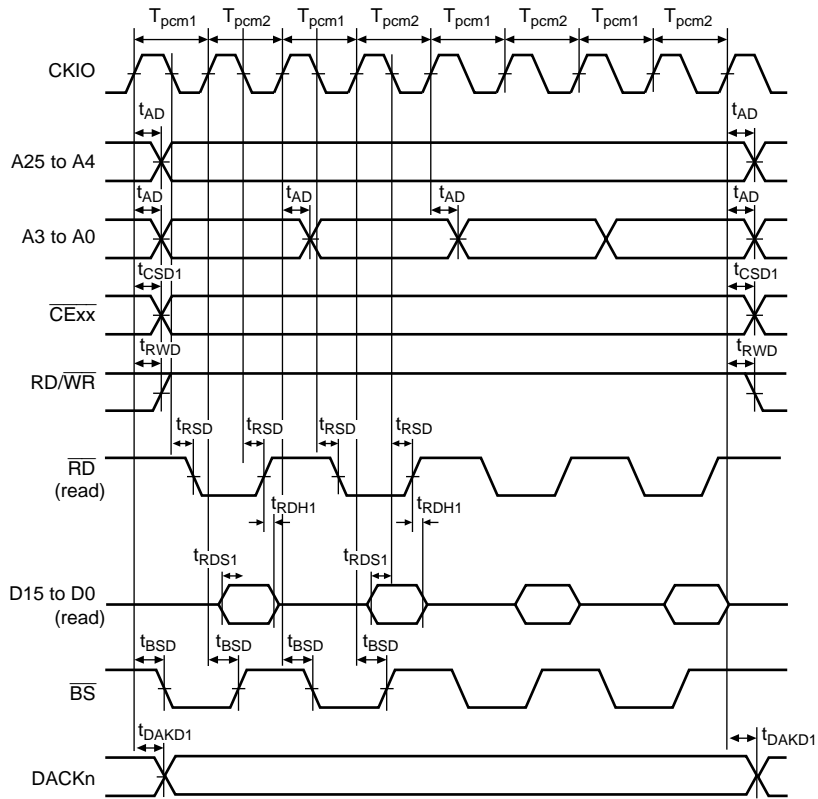 Tpcm1 Tpcm2 Tpcm1 Tpcm2 Tpcm1 Tpcm2 Tpcm1 Tpcm2
CKIO
tAD tAD
A25 to A4
tAD tAD tAD tAD
A3 to A0
tCSD1 tCSD1
CExx
tRWD tRWD
RD/WR
tRSD tRSD tRSD tRSD
RD
(read)
tRDH1 tRDH1
tRDS1 tRDS1
D15 to D0
(read)
tBSD tBSD tBSD tBSD
BS
tDAKD1 tDAKD1
DACKn